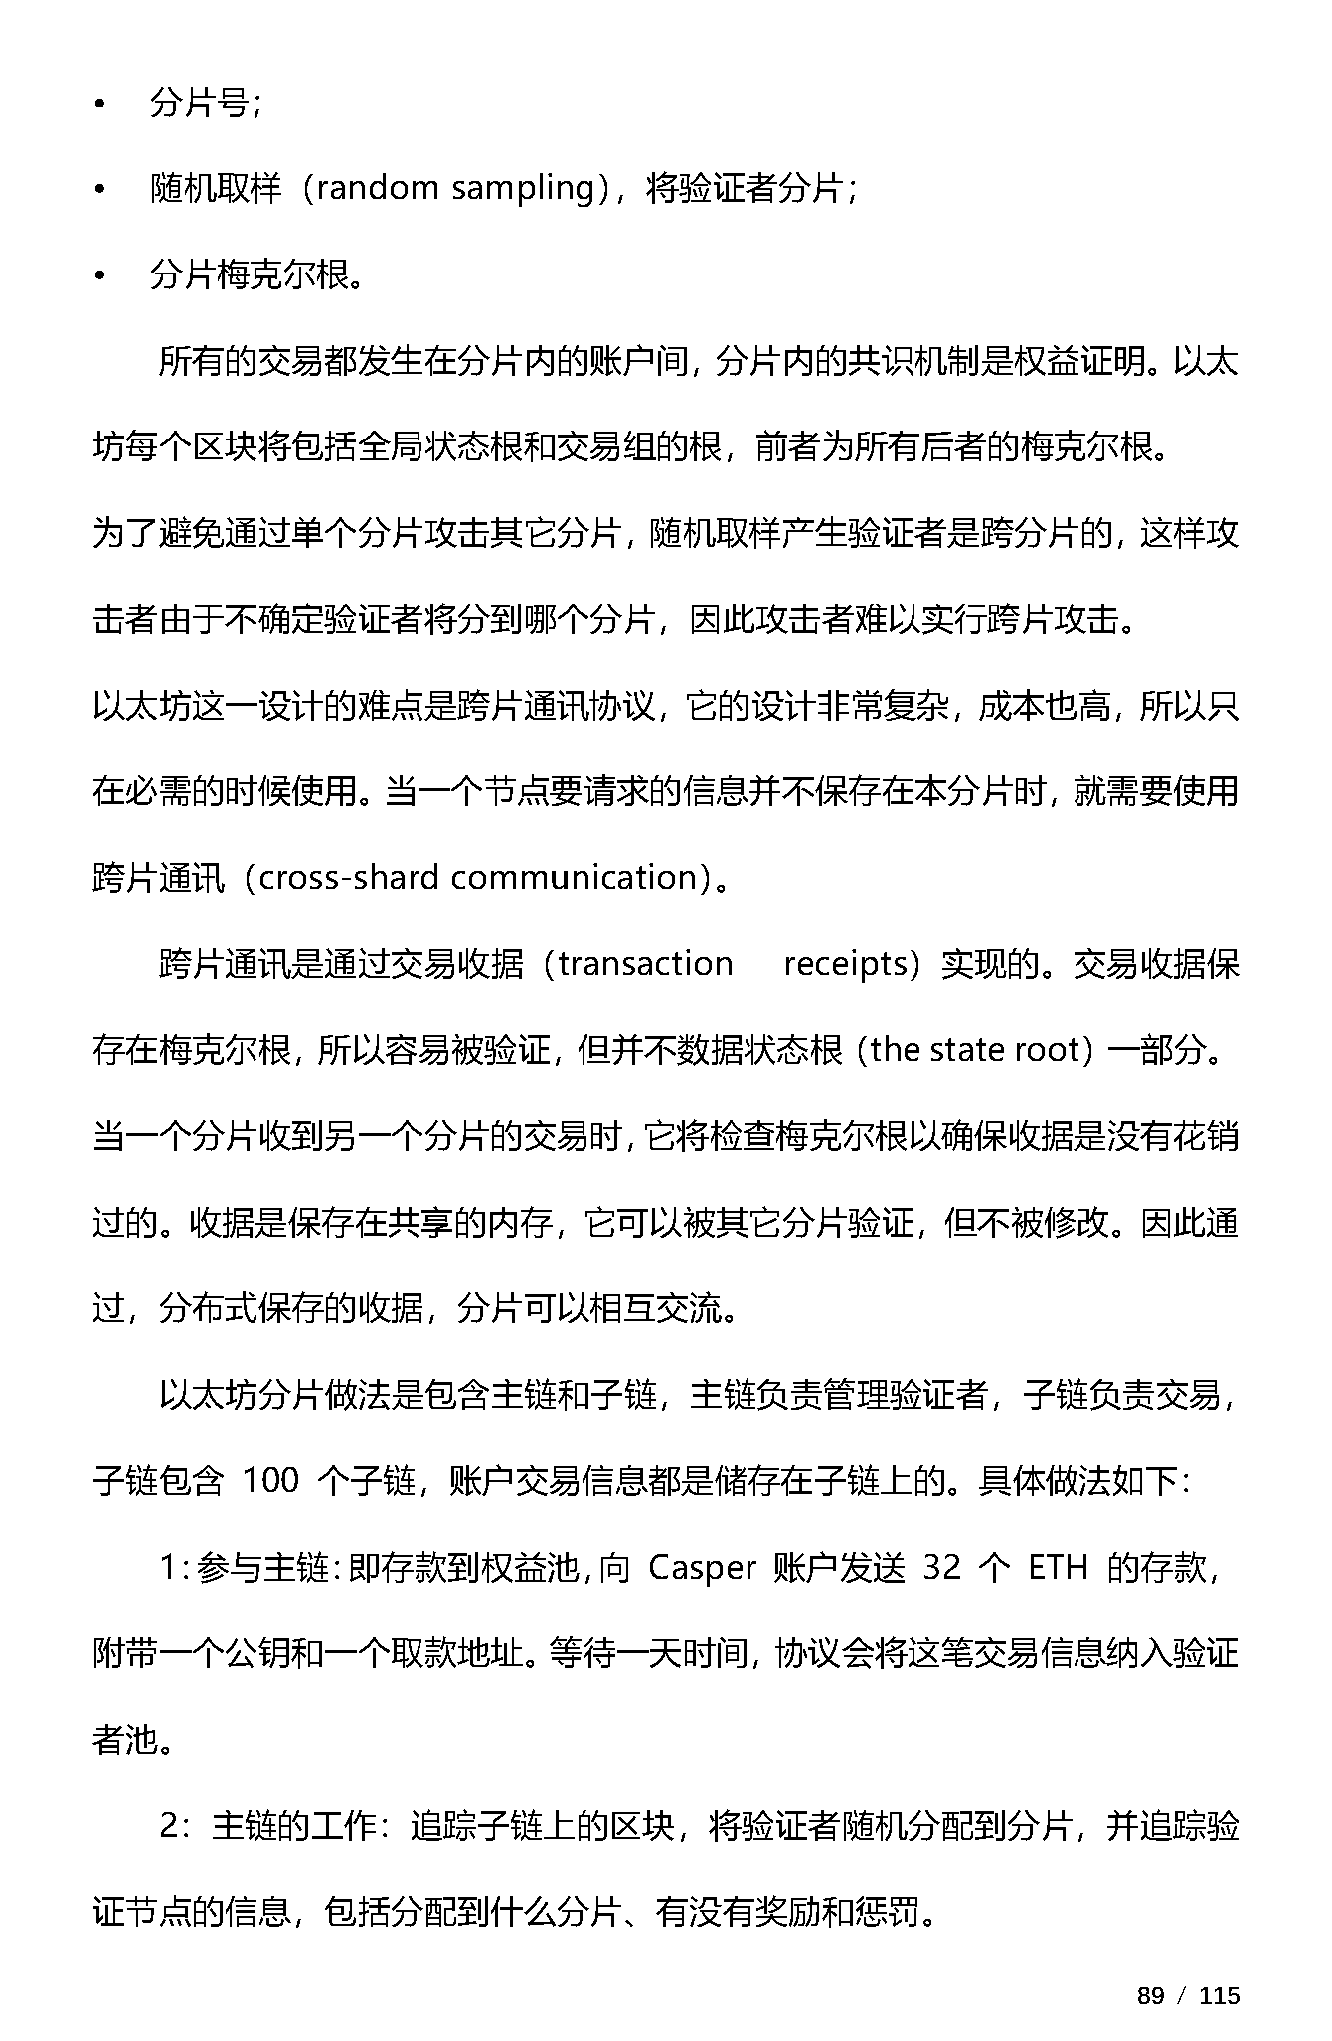 • 分片号；
• 随机取样（random sampling），将验证者分片；
• 分片梅克尔根。
所有的交易都发生在分片内的账户间，分片内的共识机制是权益证明。以太
坊每个区块将包括全局状态根和交易组的根，前者为所有后者的梅克尔根。
为了避免通过单个分片攻击其它分片，随机取样产生验证者是跨分片的，这样攻
击者由于不确定验证者将分到哪个分片，因此攻击者难以实行跨片攻击。
以太坊这一设计的难点是跨片通讯协议，它的设计非常复杂，成本也高，所以只
在必需的时候使用。当一个节点要请求的信息并不保存在本分片时，就需要使用
跨片通讯（cross-shard communication）。
跨片通讯是通过交易收据（transaction receipts）实现的。交易收据保
存在梅克尔根，所以容易被验证，但并不数据状态根（the state root）一部分。
当一个分片收到另一个分片的交易时，它将检查梅克尔根以确保收据是没有花销
过的。收据是保存在共享的内存，它可以被其它分片验证，但不被修改。因此通
过，分布式保存的收据，分片可以相互交流。
以太坊分片做法是包含主链和子链，主链负责管理验证者，子链负责交易，
子链包含 100 个子链，账户交易信息都是储存在子链上的。具体做法如下：
1：参与主链：即存款到权益池，向 Casper 账户发送 32 个 ETH 的存款，
附带一个公钥和一个取款地址。等待一天时间，协议会将这笔交易信息纳入验证
者池。
2：主链的工作：追踪子链上的区块，将验证者随机分配到分片，并追踪验
证节点的信息，包括分配到什么分片、有没有奖励和惩罚。
89 / 115